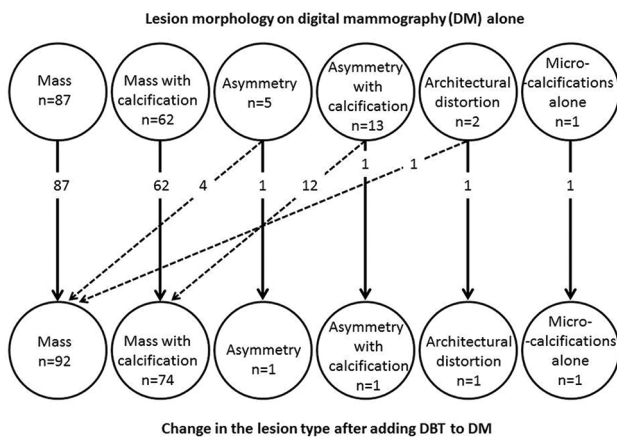 Lesion morphology on digital mammography (DM) alone
Mass
n=87
Mass with
calcification
n=62
Asymmetry
n=5
Asymmetry
with
calcification
n=13
Architectural
distortion
n=2
Micro-
-calcifications
alone
n=1
87
62
4
1
12
1
1
1
1
Mass
n=92
Mass with
calcification
n=74
Asymmetry
n=1
Asymmetry
with
calcification
n=1
Architectural
distortion
n=1
Micro-
-calcifications
alone
n=1
Change in the lesion type after adding DBT to DM